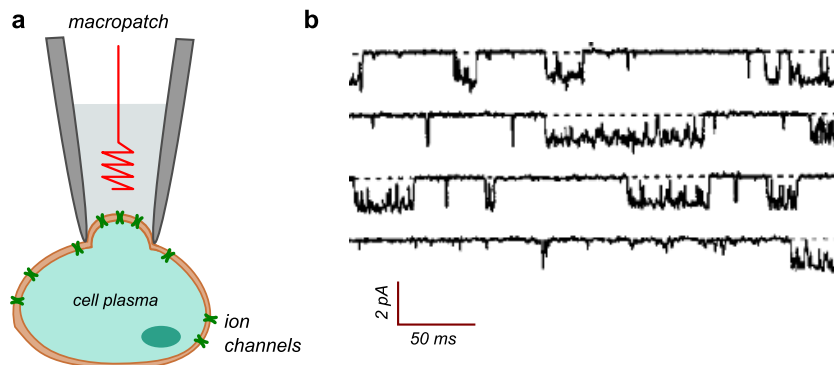 a
macropatch
cell plasma
ion
channels
b
2 pA
50 ms